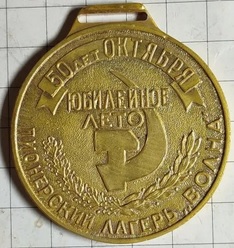 50 ЛЕТ ОКТЯБРЯ
ЮБИЛЕЙНОЕ
ЛЕТО
ПИОНЕРСКИЙ ЛАГЕРЬ „ВОЛНА"